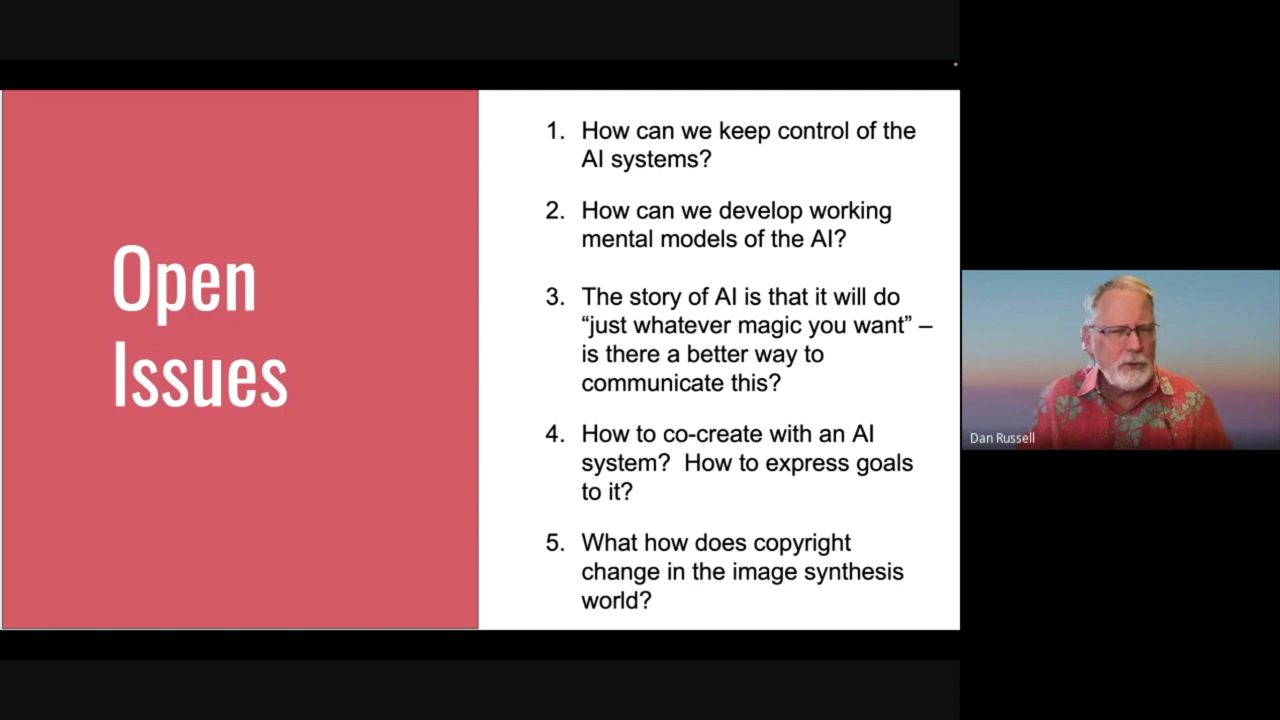 Open
Issues
1. How can we keep control of the
AI systems?
2. How can we develop working
mental models of the AI?
3. The story of AI is that it will do
“just whatever magic you want” –
is there a better way to
communicate this?
4. How to co-create with an AI
system?  How to express goals
to it?
5. What how does copyright
change in the image synthesis
world?
Dan Russell